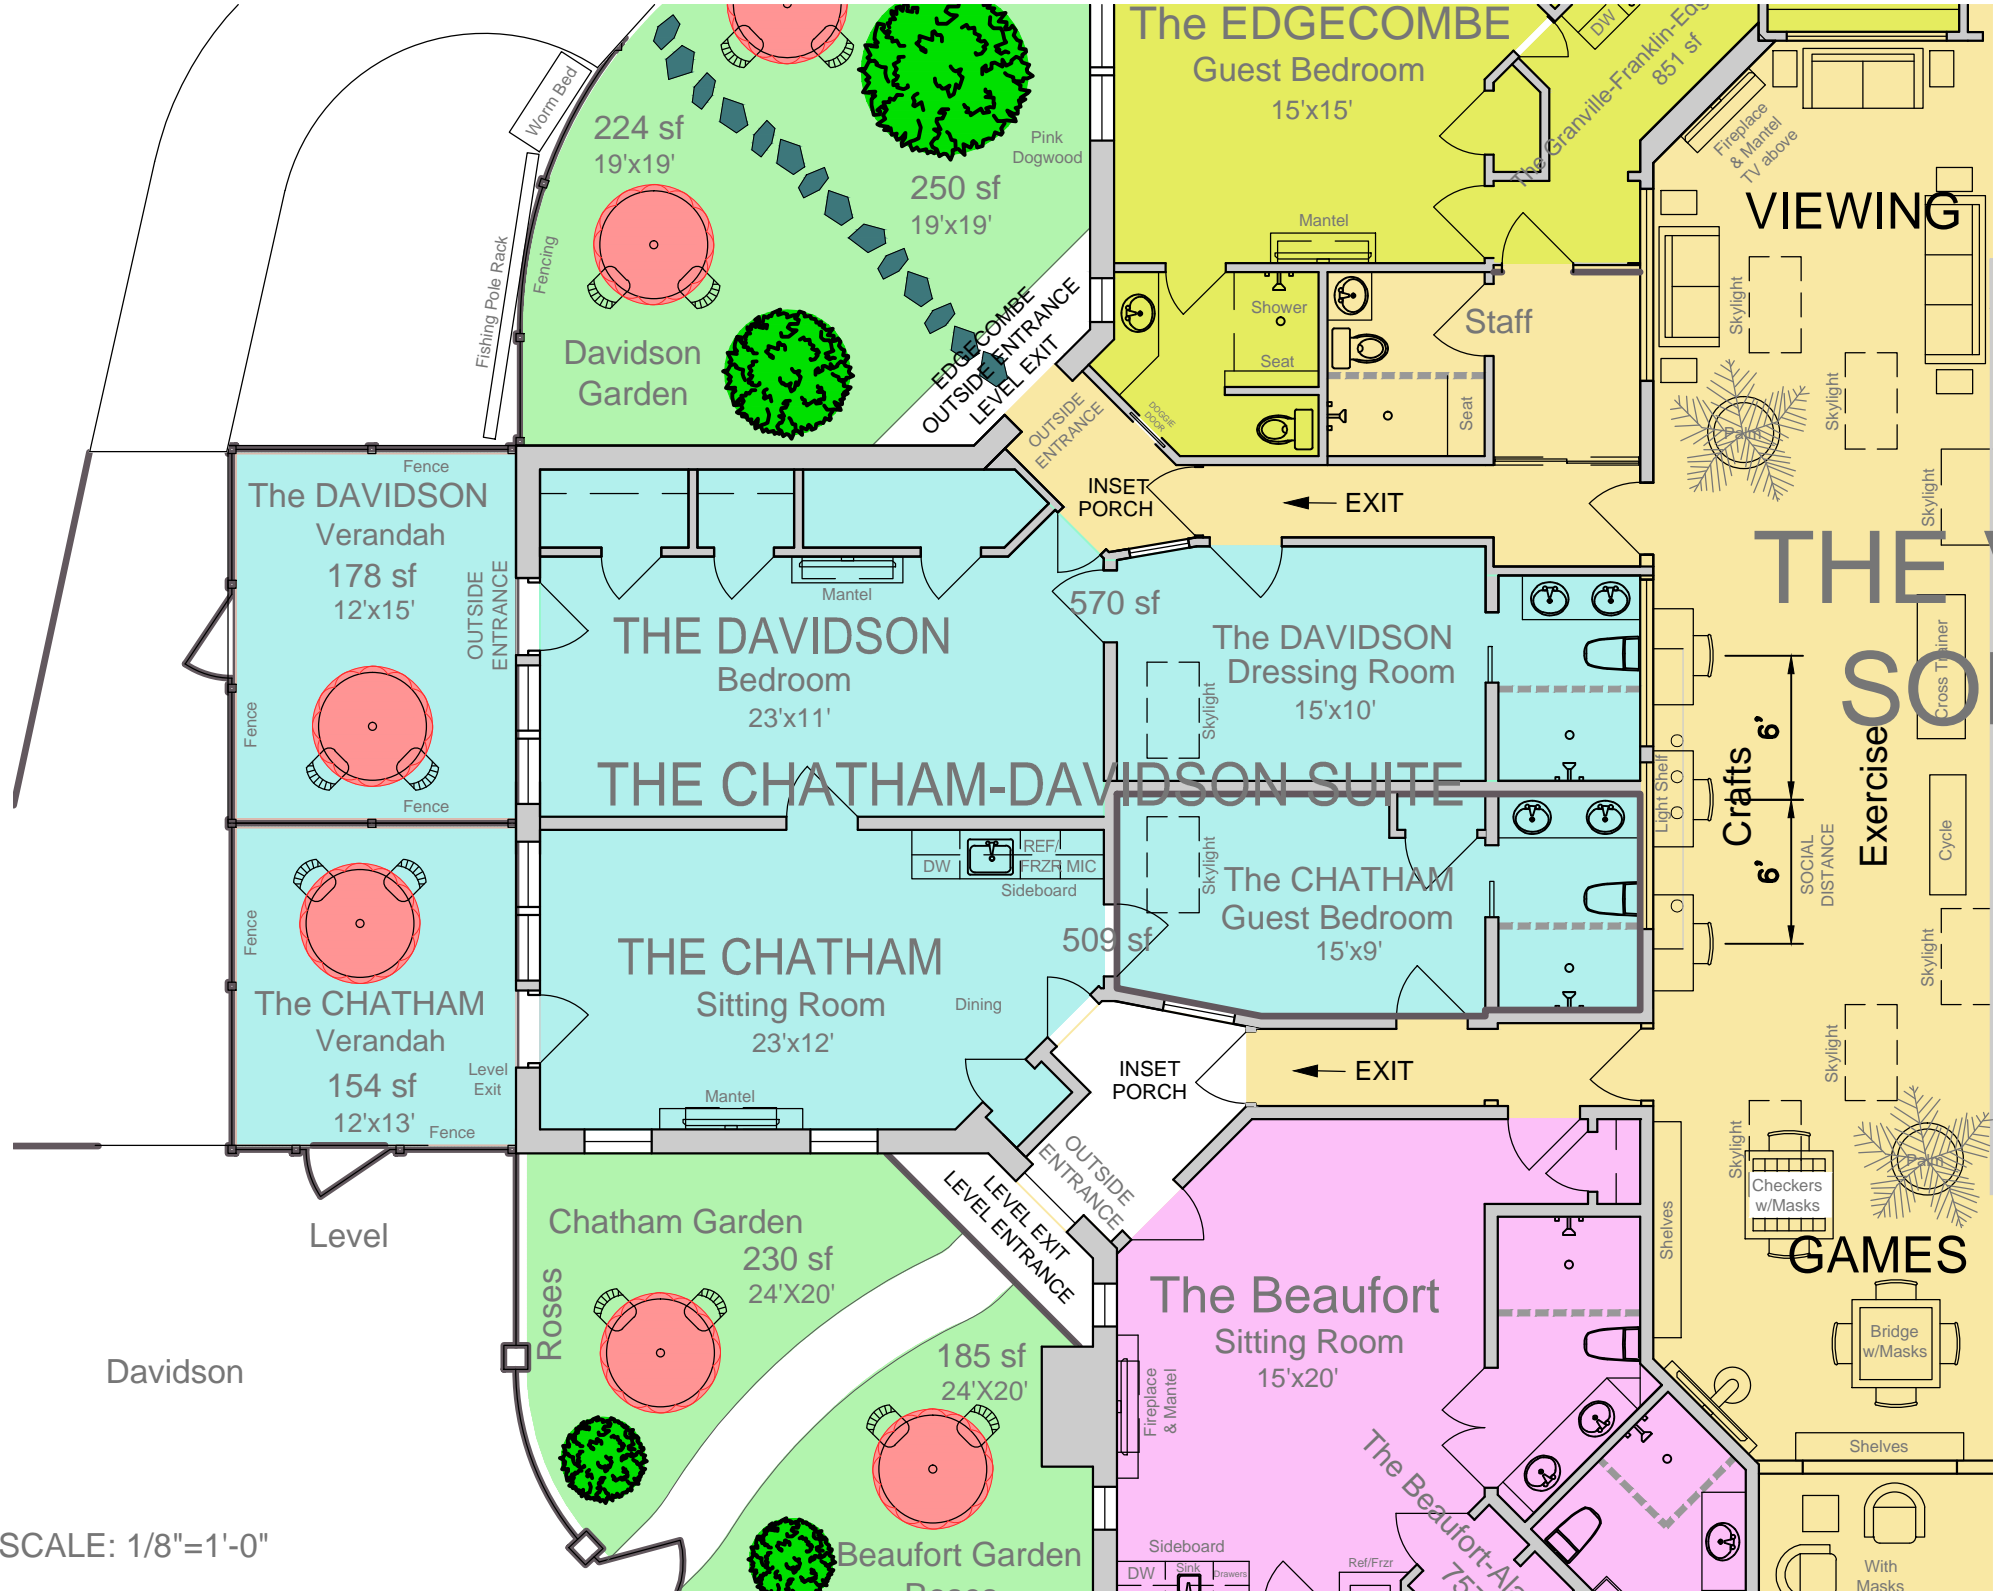 The EDGECOMBE
Guest Bedroom
15'x15'
DW
The Granville-Franklin-Edg
851 sf
Fireplace
& Mantel
TV above
Worm Bed
224 sf
19'x19'
Pink
Dogwood
250 sf
19'x19'
Fishing Pole Rack
Fencing
Davidson
Garden
EDGECOMBE
OUTSIDE ENTRANCE
LEVEL EXIT
Mantel
Shower
Seat
Staff
Seat
DOGGIE
DOOR
OUTSIDE
ENTRANCE
VIEWING
Skylight
Skylight
Palm
Skylight
INSET
PORCH
EXIT
Fence
The DAVIDSON
Verandah
178 sf
12'x15'
OUTSIDE
ENTRANCE
Fence
Fence
Mantel
THE DAVIDSON
Bedroom
23'x11'
570 sf
The DAVIDSON
Dressing Room
15'x10'
Skylight
THE CHATHAM-DAVIDSON SUITE
THE
SO
Cross Trainer
Light Shelf
Crafts
6'
6'
SOCIAL
DISTANCE
Exercise
Cycle
Skylight
Fence
The CHATHAM
Verandah
154 sf
12'x13'
Level
Exit
Fence
DW
REF/
FRZR
MIC
Sideboard
THE CHATHAM
Sitting Room
23'x12'
Dining
Mantel
509 sf
Skylight
The CHATHAM
Guest Bedroom
15'x9'
INSET
PORCH
EXIT
Skylight
Skylight
Palm
Checkers
w/Masks
GAMES
Shelves
Bridge
w/Masks
Shelves
With
Masks
OUTSIDE
ENTRANCE
LEVEL EXIT
LEVEL ENTRANCE
Level
Davidson
Chatham Garden
230 sf
24'X20'
Roses
185 sf
24'X20'
Beaufort Garden
Roses
The Beaufort
Sitting Room
15'x20'
Fireplace
& Mantel
The Beaufort-Ala
757
Sideboard
DW
Sink
Drawers
Ref/Frzr
SCALE: 1/8"=1'-0"